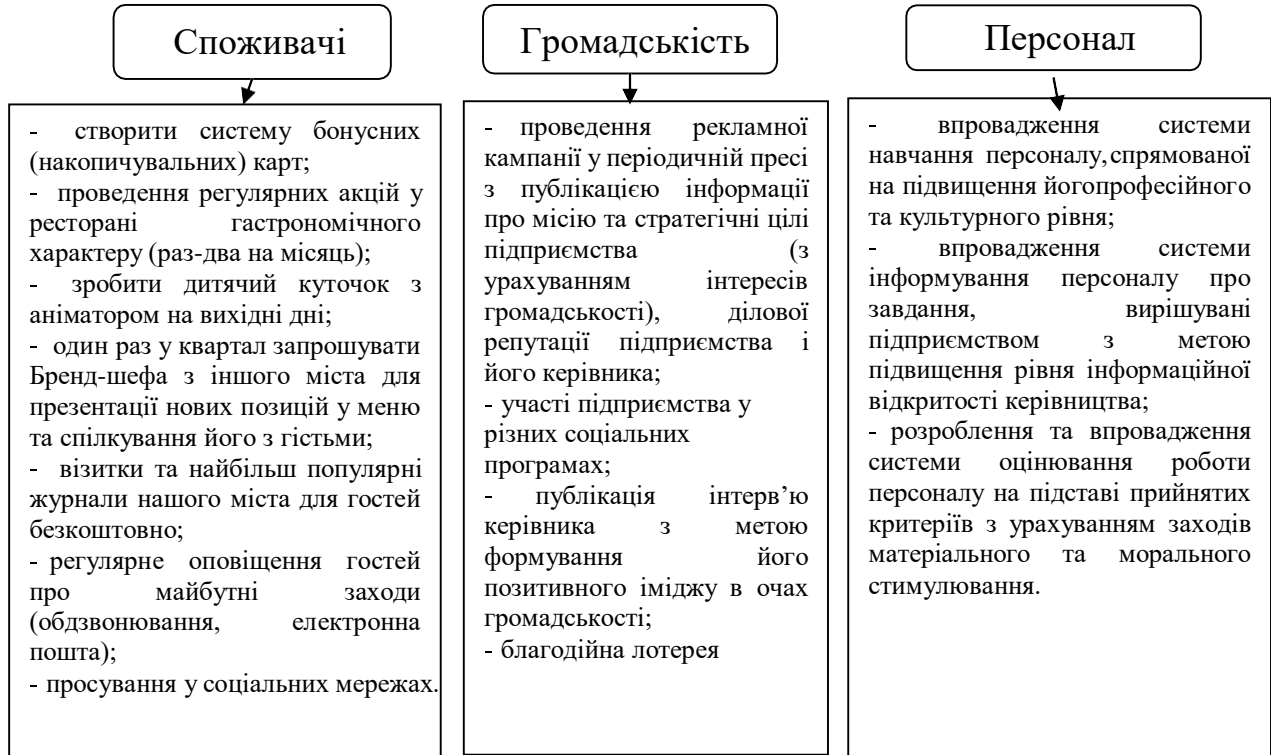 Споживачі
- створити систему бонусних
(накопичувальних) карт;
- проведення регулярних акцій у
ресторані гастрономічного
характеру (раз-два на місяць);
- зробити дитячий куточок з
аніматором на вихідні дні;
- один раз у квартал запрошувати
Бренд-шефа з іншого міста для
презентації нових позицій у меню
та спілкування його з гістьми;
- візитки та найбільш популярні
журнали нашого міста для гостей
безкоштовно;
- регулярне оповіщення гостей
про майбутні заходи
(обдзвонювання, електронна
пошта);
- просування у соціальних мережах.
Громадськість
- проведення рекламної
кампанії у періодичній пресі
з публікацією інформації
про місію та стратегічні цілі
підприємства (з
урахуванням інтересів
громадськості), ділової
репутації підприємства і
його керівника;
- участі підприємства у
різних соціальних
програмах;
- публікація інтерв’ю
керівника з метою
формування його
позитивного іміджу в очах
громадськості;
- благодійна лотерея
Персонал
- впровадження системи
навчання персоналу,спрямованої
на підвищення йогопрофесійного
та культурного рівня;
- впровадження системи
інформування персоналу про
завдання, вирішувані
підприємством з метою
підвищення рівня інформаційної
відкритості керівництва;
- розроблення та впровадження
системи оцінювання роботи
персоналу на підставі прийнятих
критеріїв з урахуванням заходів
матеріального та морального
стимулювання.